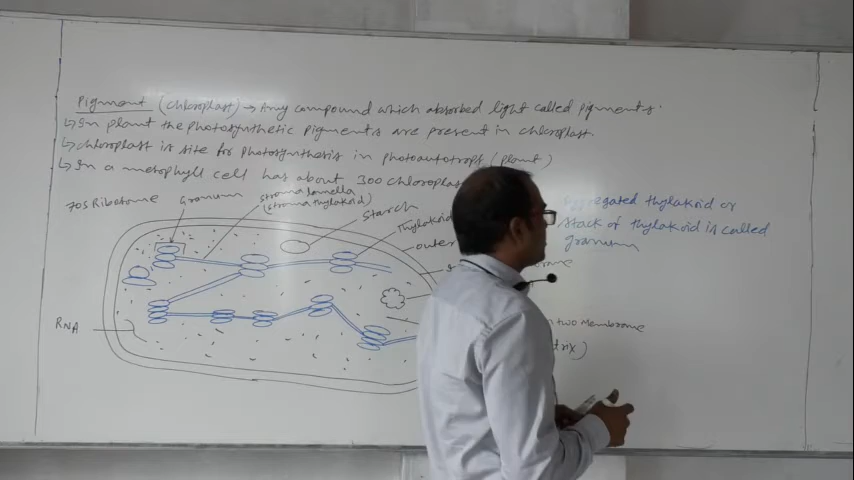 Pigment (chloroplast) → Any compound which absorbed light called pigments.
↳ In plant the photosynthetic pigments are present in chloroplast.
↳ chloroplast is site for photosynthesis in photoautotrops (plant)
↳ In a mesophyll cell has about 300 chloroplas
70s Ribosome
Granum
stroma lamella
(stroma thylakoid)
Starch
Thylakoid
outer
Aggregated thylakoid or
stack of thylakoid is called
granum
RNA
two Membrane